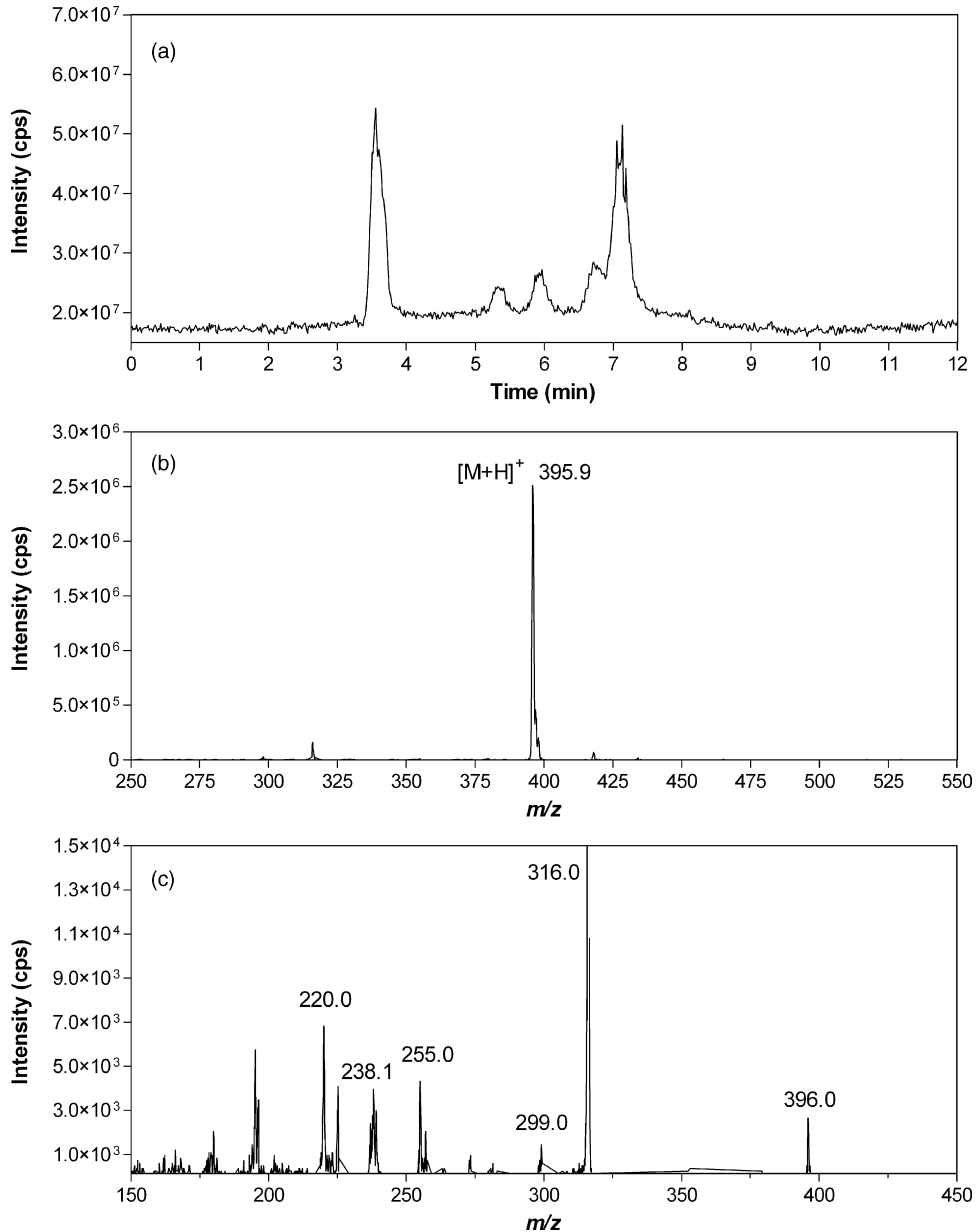 (a)
Intensity (cps)
7.0×10⁷
6.0×10⁷
5.0×10⁷
4.0×10⁷
3.0×10⁷
2.0×10⁷
0 1 2 3 4 5 6 7 8 9 10 11 12
Time (min)
(b)
Intensity (cps)
3.0×10⁶
2.5×10⁶
2.0×10⁶
1.5×10⁶
1.0×10⁶
5.0×10⁵
0
[M+H]⁺ 395.9
250 275 300 325 350 375 400 425 450 475 500 525 550
m/z
(c)
Intensity (cps)
1.5×10⁴
1.3×10⁴
1.1×10⁴
9.0×10³
7.0×10³
5.0×10³
3.0×10³
1.0×10³
316.0
220.0
238.1
255.0
299.0
396.0
150 200 250 300 350 400 450
m/z